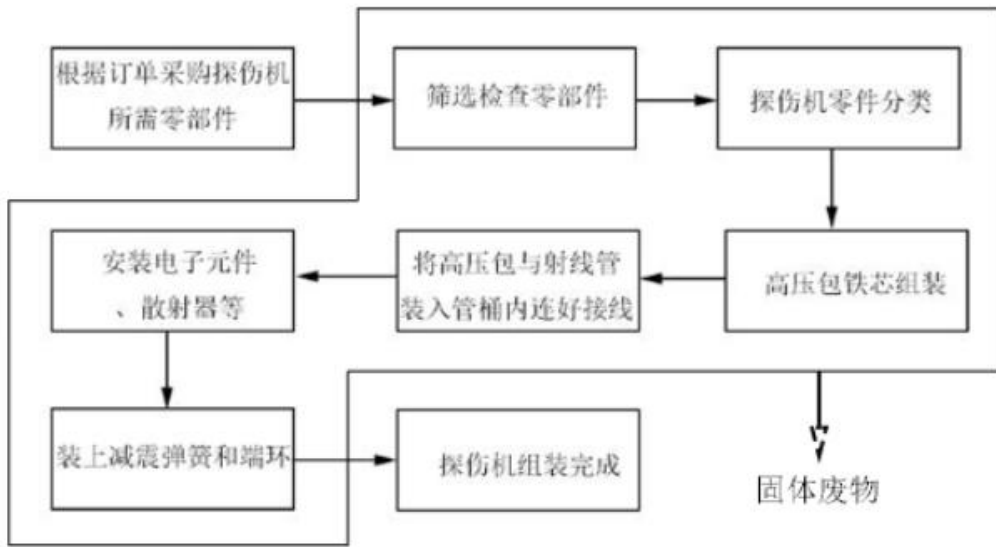 根据订单采购探伤机
所需零部件
筛选检查零部件
探伤机零件分类
高压包铁芯组装
将高压包与射线管
装入管桶内连好接线
安装电子元件
、散射器等
装上减震弹簧和端环
探伤机组装完成
固体废物